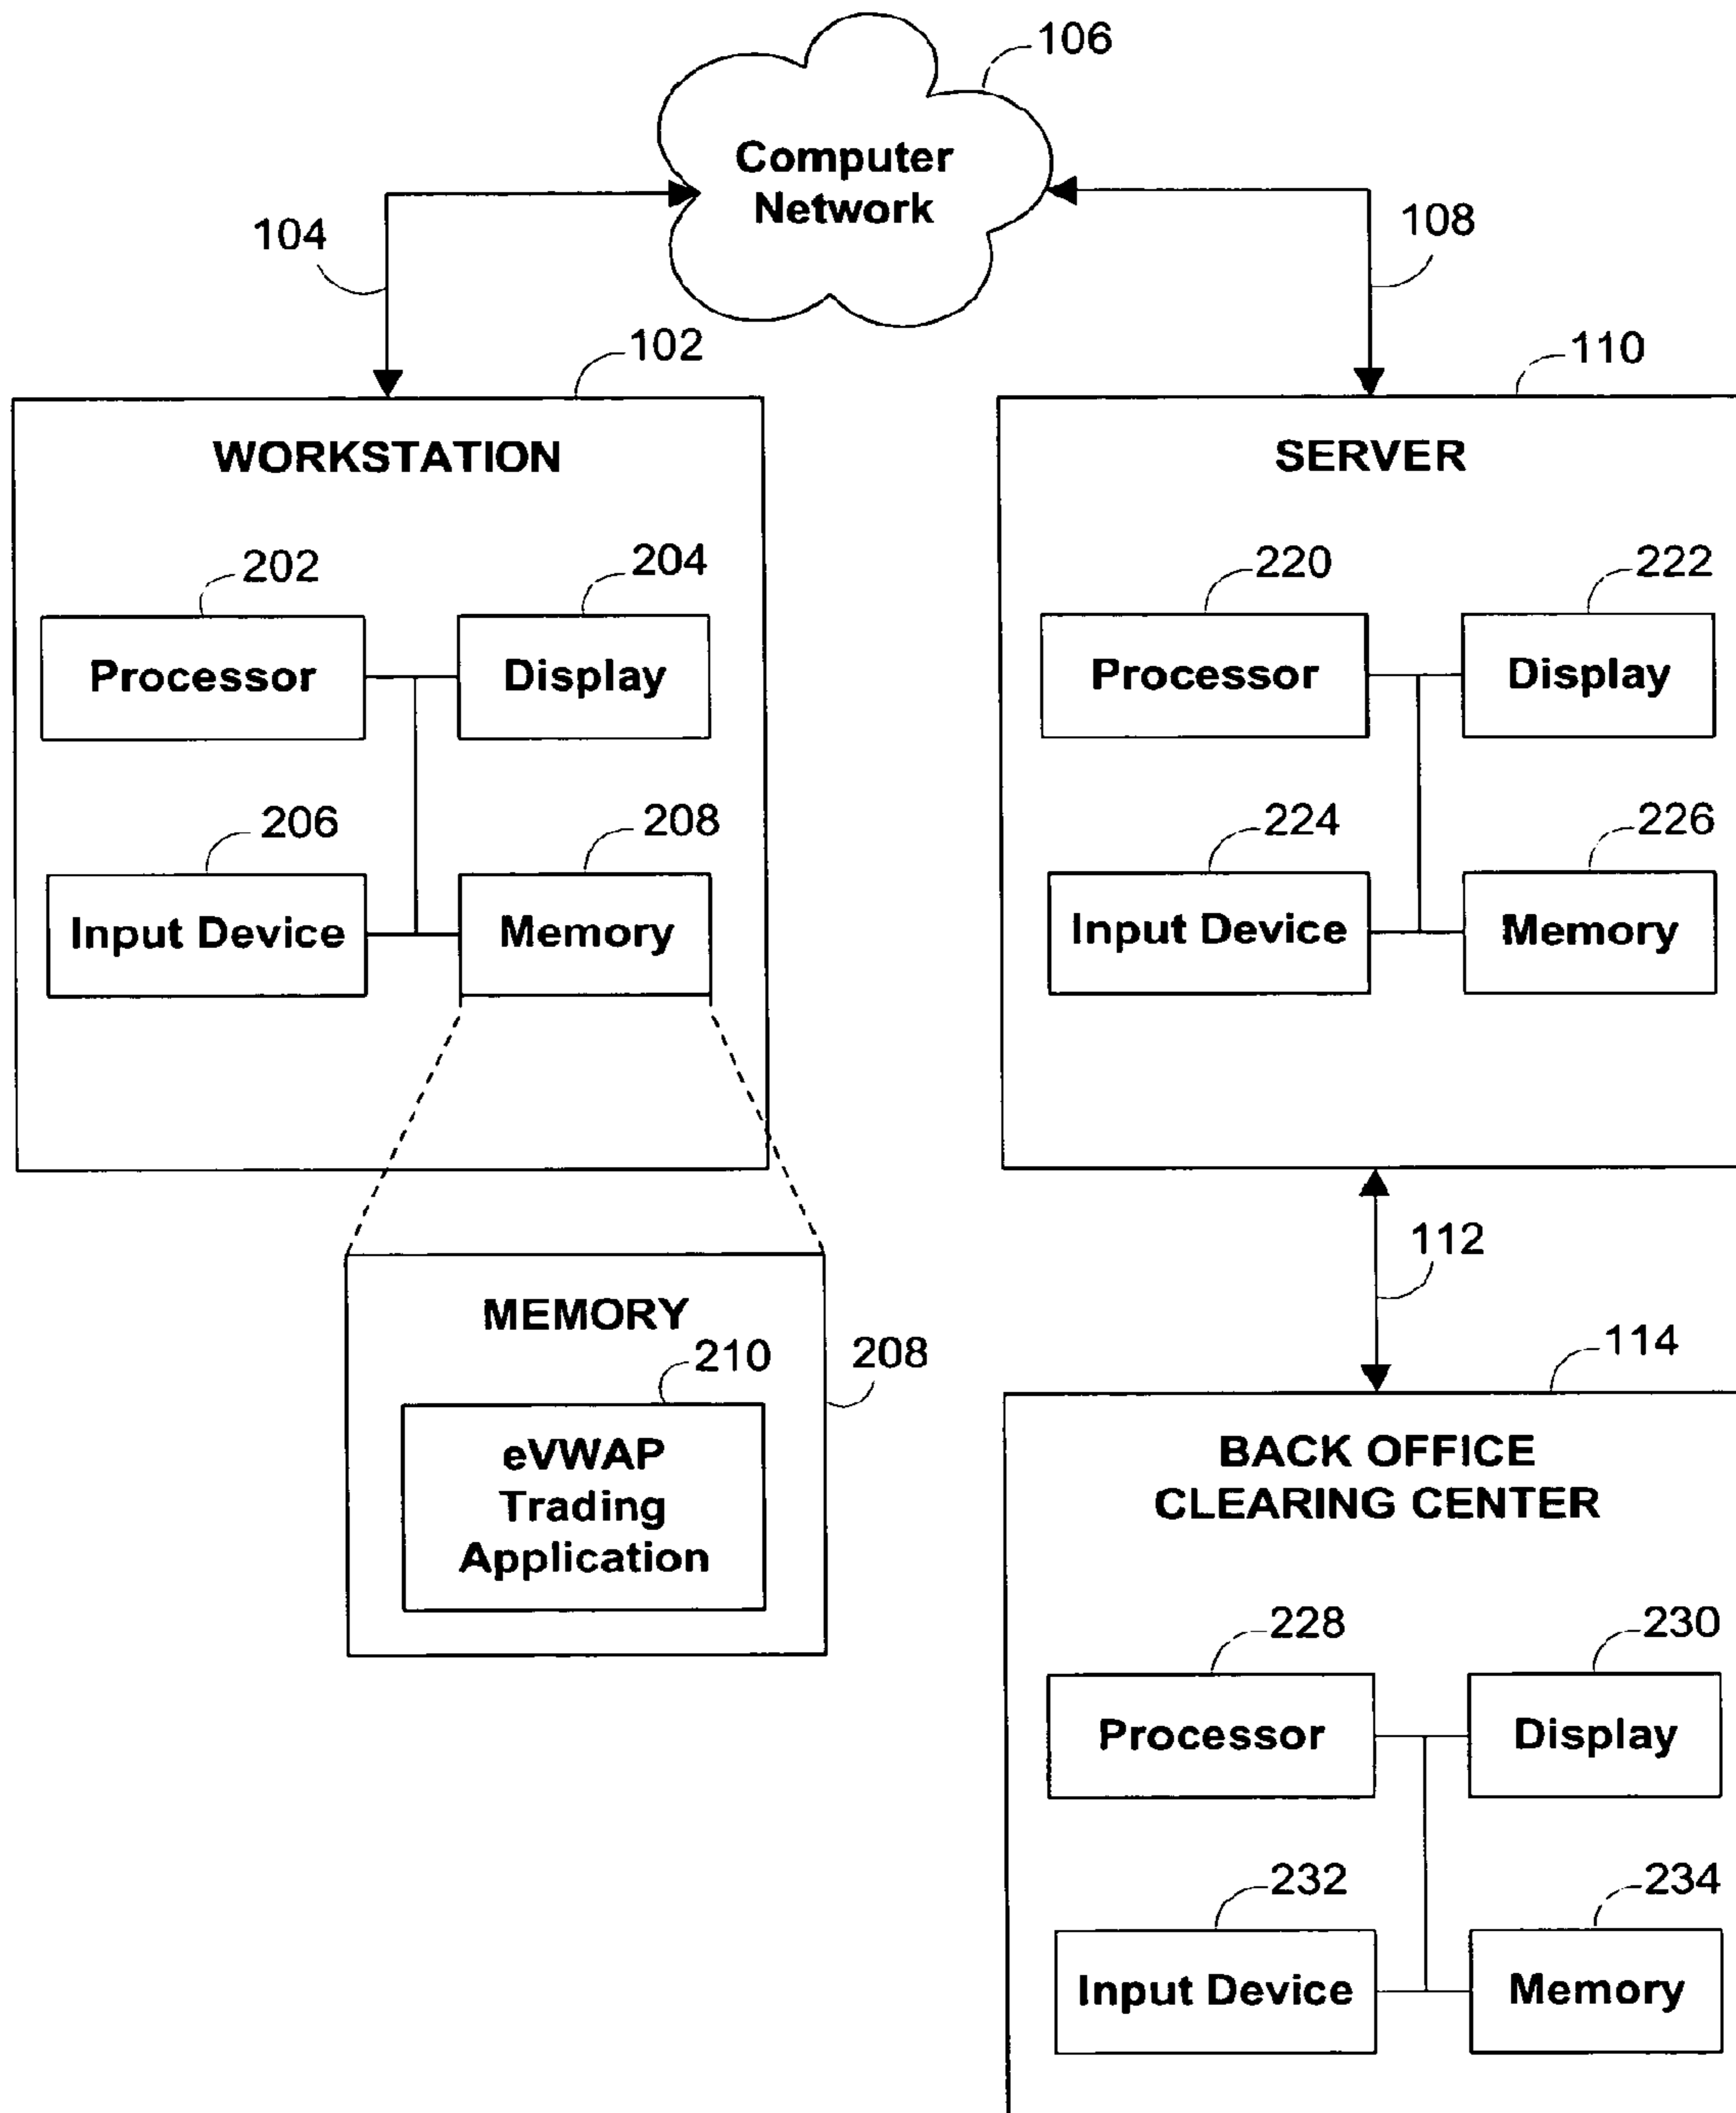 106
Computer
Network
104
108
102
110
WORKSTATION
SERVER
202
204
220
222
Processor
Display
Processor
Display
206
208
224
226
Input Device
Memory
Input Device
Memory
112
MEMORY
210
208
114
eVWAP
Trading
Application
BACK OFFICE
CLEARING CENTER
228
230
Processor
Display
232
234
Input Device
Memory